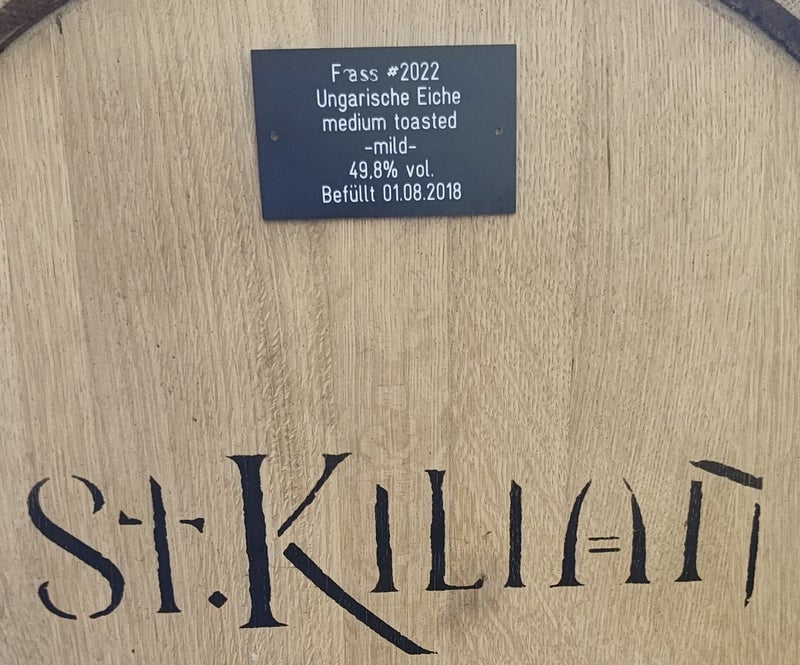 Fass #2022
Ungarische Eiche
medium toasted
-mild-
49,8% vol.
Befüllt 01.08.2018
St. Kilian